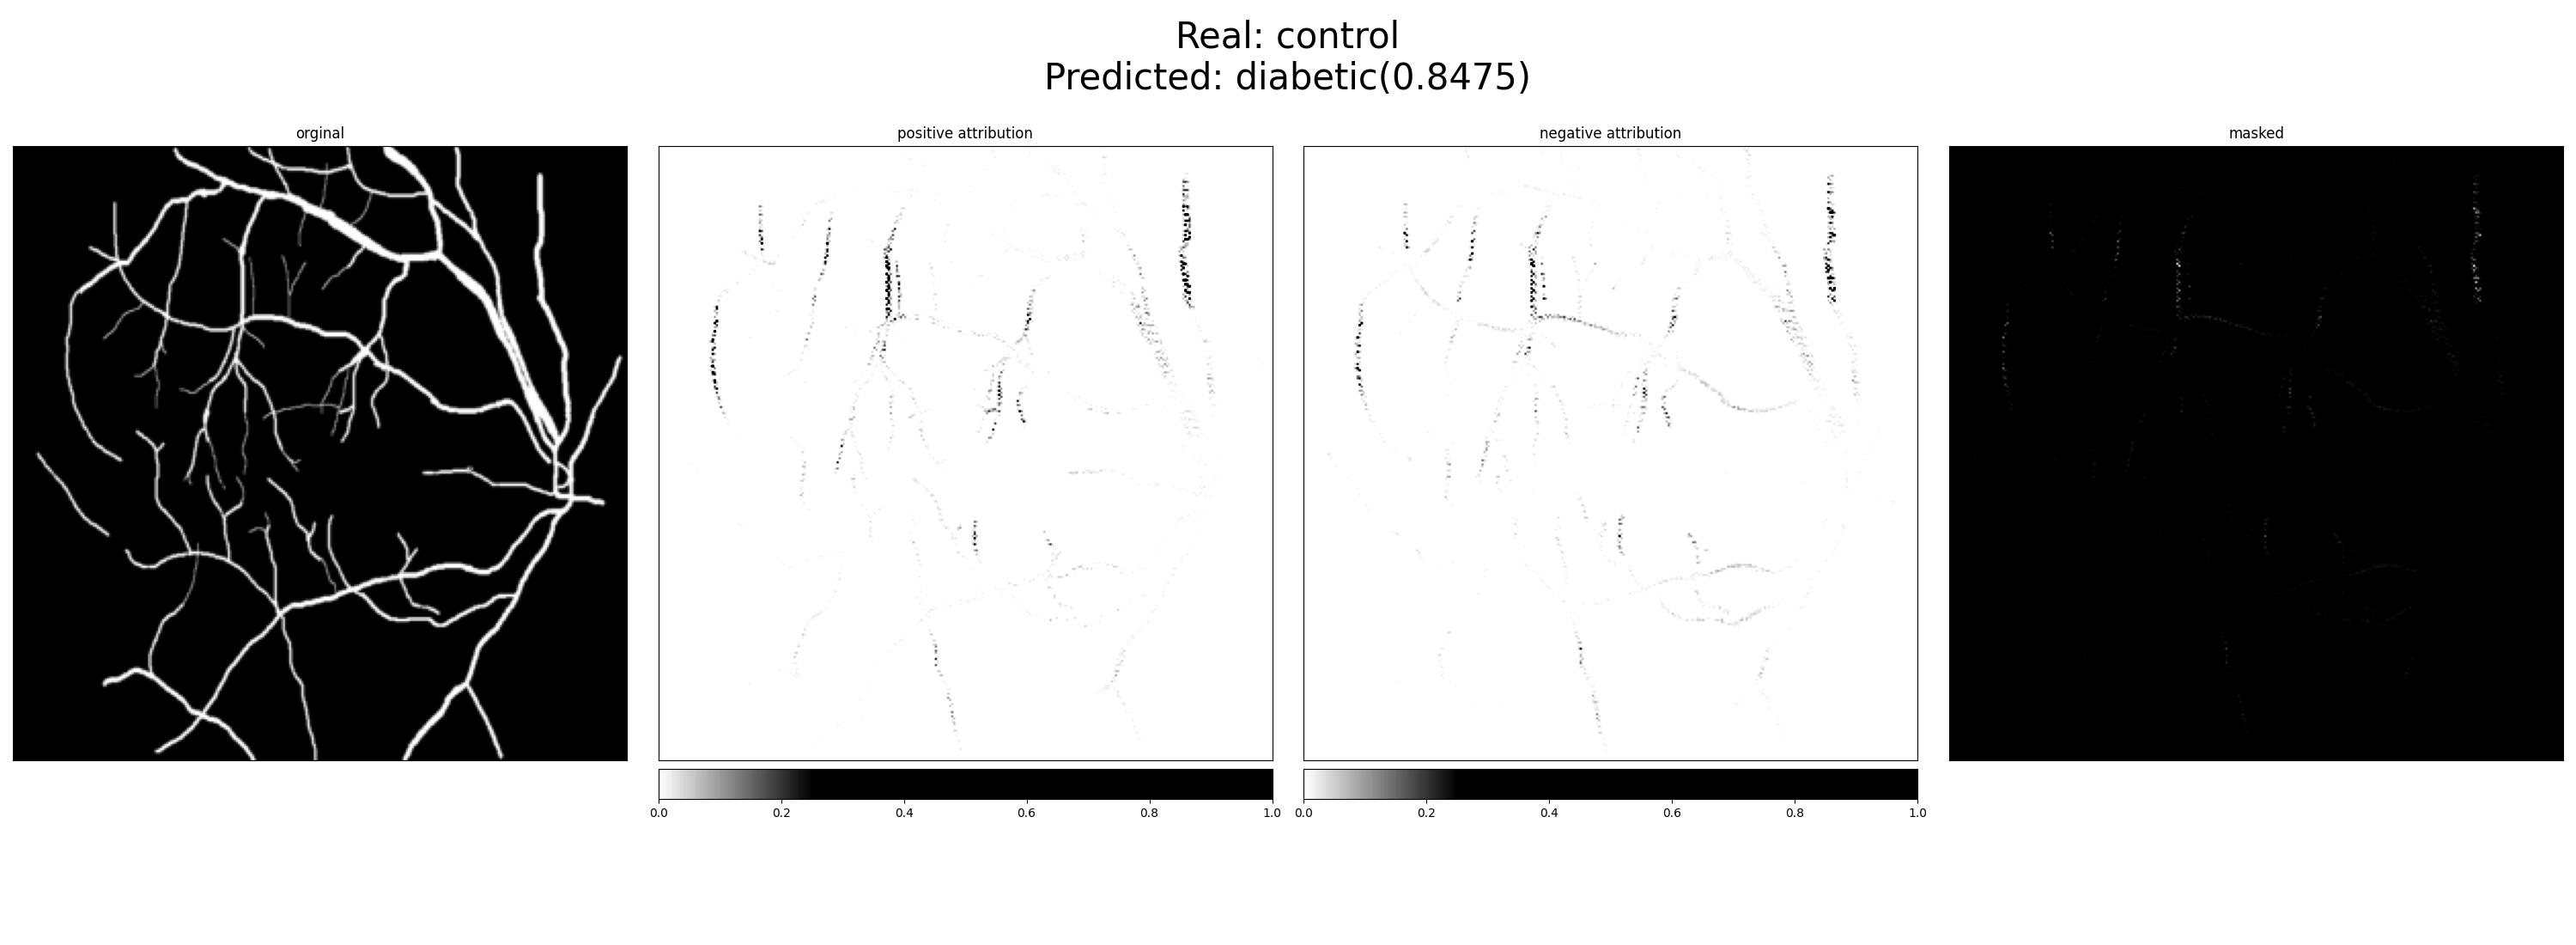 Real: control
Predicted: diabetic(0.8475)
orginal
positive attribution
negative attribution
masked
0.0 0.2 0.4 0.6 0.8 1.0
0.0 0.2 0.4 0.6 0.8 1.0